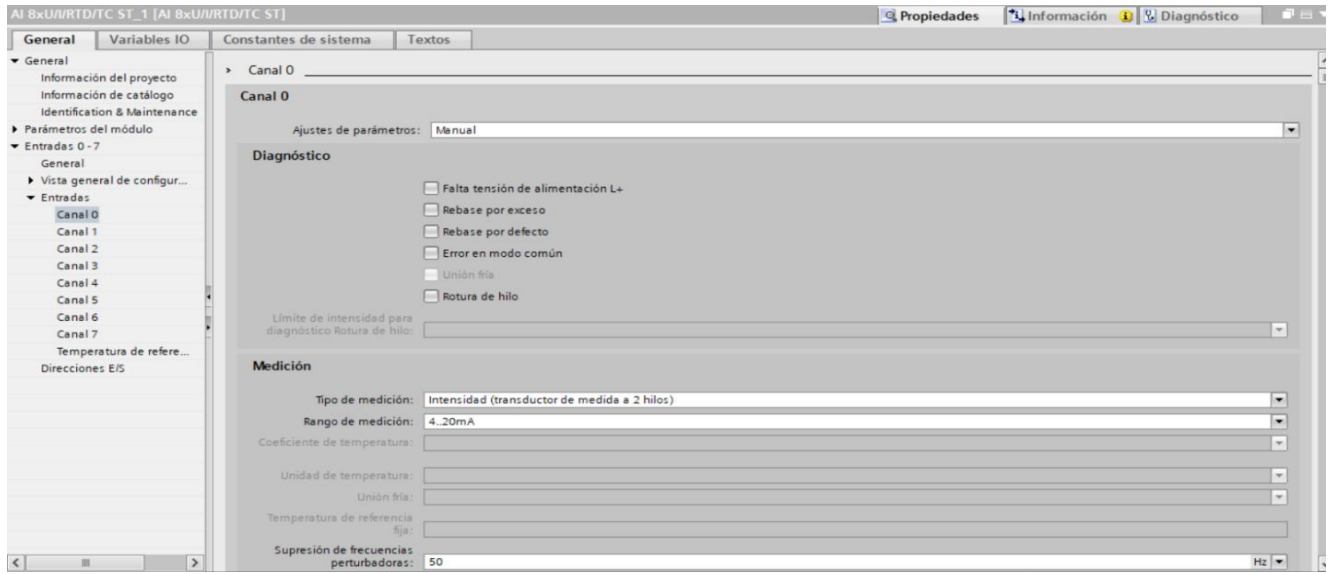 AI 8xU/I/RTD/TC ST_1 [AI 8xU/I/RTD/TC ST]
Propiedades
Información
Diagnóstico
General
Variables IO
Constantes de sistema
Textos
General
Información del proyecto
Información de catálogo
Identification & Maintenance
Parámetros del módulo
Entradas 0 - 7
General
Vista general de configur...
Entradas
Canal 0
Canal 1
Canal 2
Canal 3
Canal 4
Canal 5
Canal 6
Canal 7
Temperatura de refere...
Direcciones E/S
Canal 0
Canal 0
Ajustes de parámetros: Manual
Diagnóstico
Falta tensión de alimentación L+
Rebase por exceso
Rebase por defecto
Error en modo común
Unión fría
Rotura de hilo
Límite de intensidad para
diagnóstico Rotura de hilo:
Medición
Tipo de medición: Intensidad (transductor de medida a 2 hilos)
Rango de medición: 4..20mA
Coeficiente de temperatura:
Unidad de temperatura:
Unión fría:
Temperatura de referencia
fija:
Supresión de frecuencias
perturbadoras: 50 Hz